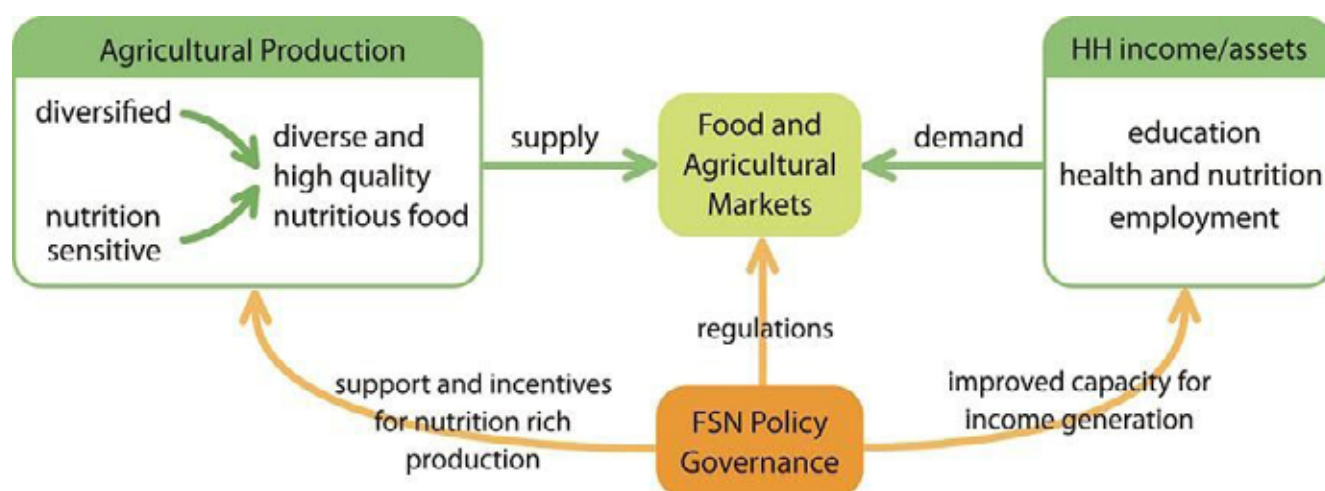 Agricultural Production
diversified
nutrition
sensitive
diverse and
high quality
nutritious food
supply
Food and
Agricultural
Markets
demand
HH income/assets
education
health and nutrition
employment
regulations
support and incentives
for nutrition rich
production
FSN Policy
Governance
improved capacity for
income generation